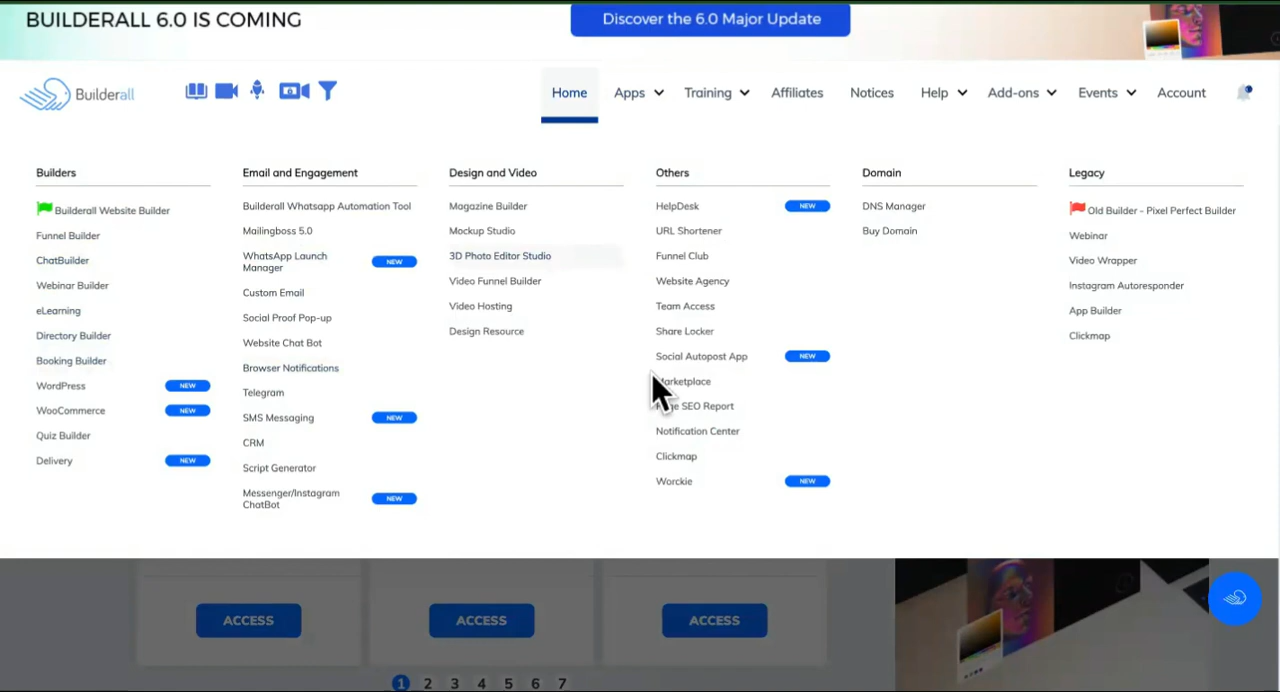 BUILDERALL 6.0 IS COMING
Discover the 6.0 Major Update
Builderall
Home
Apps
Training
Affiliates
Notices
Help
Add-ons
Events
Account
Builders
Builderall Website Builder
Funnel Builder
ChatBuilder
Webinar Builder
eLearning
Directory Builder
Booking Builder
WordPress NEW
WooCommerce NEW
Quiz Builder
Delivery NEW
Email and Engagement
Builderall Whatsapp Automation Tool
Mailingboss 5.0
WhatsApp Launch
Manager
NEW
Custom Email
Social Proof Pop-up
Website Chat Bot
Browser Notifications
Telegram
SMS Messaging NEW
CRM
Script Generator
Messenger/Instagram
ChatBot
NEW
Design and Video
Magazine Builder
Mockup Studio
3D Photo Editor Studio
Video Funnel Builder
Video Hosting
Design Resource
Others
HelpDesk NEW
URL Shortener
Funnel Club
Website Agency
Team Access
Share Locker
Social Autopost App NEW
SEO Report
Notification Center
Clickmap
Worckie NEW
Domain
DNS Manager
Buy Domain
Legacy
Old Builder - Pixel Perfect Builder
Webinar
Video Wrapper
Instagram Autoresponder
App Builder
Clickmap
ACCESS
ACCESS
ACCESS
1 2 3 4 5 6 7